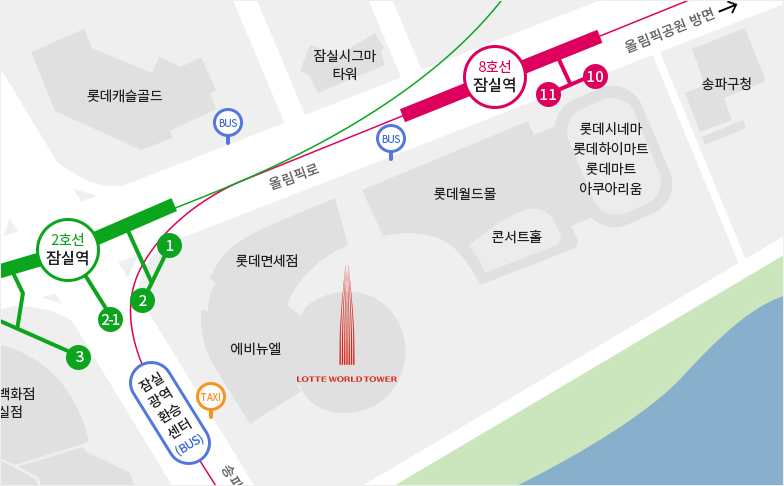 올림픽공원 방면
잠실시그마
타워
8호선
잠실역
10
11
송파구청
롯데캐슬골드
BUS
BUS
롯데시네마
롯데하이마트
롯데마트
아쿠아리움
올림픽로
롯데월드몰
콘서트홀
2호선
잠실역
1
2
2-1
3
롯데면세점
에비뉴엘
LOTTE WORLD TOWER
백화점
실점
잠실
광역
환승
센터
(BUS)
TAXI
송파